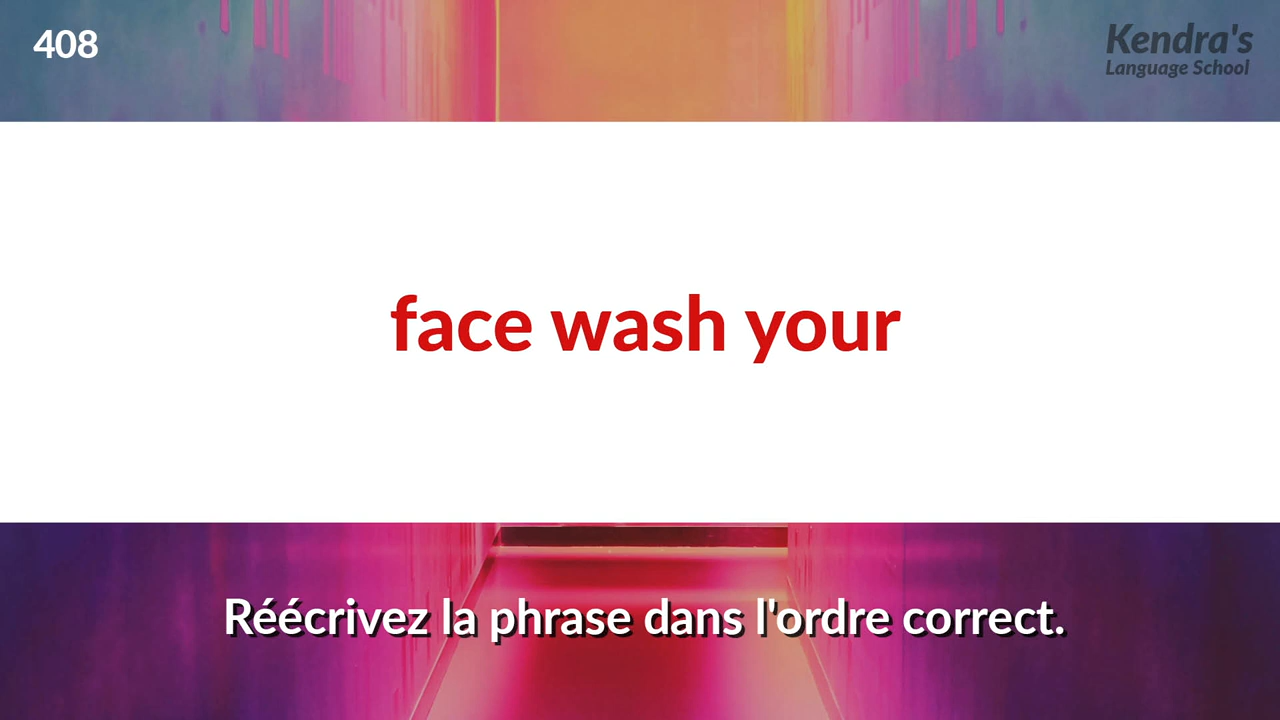 408
Kendra's
Language School
face wash your
Réécrivez la phrase dans l'ordre correct.